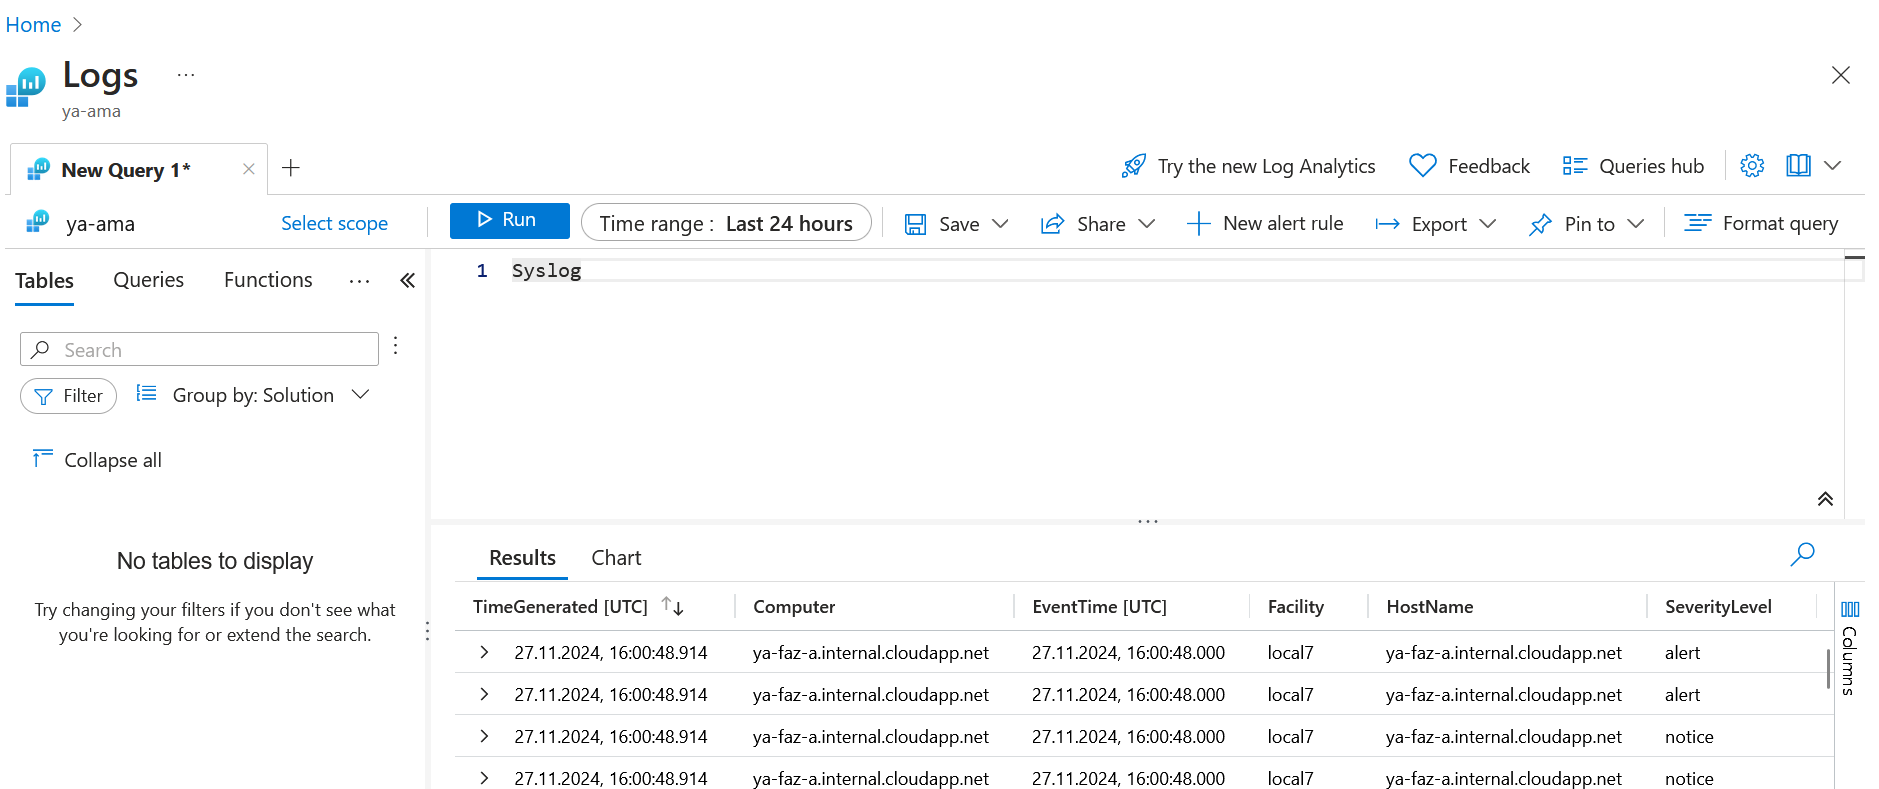 Home
Logs ...
ya-ama
New Query 1*
Try the new Log Analytics Feedback Queries hub
ya-ama Select scope Run Time range : Last 24 hours Save Share New alert rule Export Pin to Format query
Tables Queries Functions ...
1 Syslog
Search
Filter Group by: Solution
Collapse all
No tables to display
Try changing your filters if you don't see what
you're looking for or extend the search.
Results Chart
TimeGenerated [UTC] Computer EventTime [UTC] Facility HostName SeverityLevel
27.11.2024, 16:00:48.914 ya-faz-a.internal.cloudapp.net 27.11.2024, 16:00:48.000 local7 ya-faz-a.internal.cloudapp.net alert
27.11.2024, 16:00:48.914 ya-faz-a.internal.cloudapp.net 27.11.2024, 16:00:48.000 local7 ya-faz-a.internal.cloudapp.net alert
27.11.2024, 16:00:48.914 ya-faz-a.internal.cloudapp.net 27.11.2024, 16:00:48.000 local7 ya-faz-a.internal.cloudapp.net notice
27.11.2024, 16:00:48.914 ya-faz-a.internal.cloudapp.net 27.11.2024, 16:00:48.000 local7 ya-faz-a.internal.cloudapp.net notice
Columns